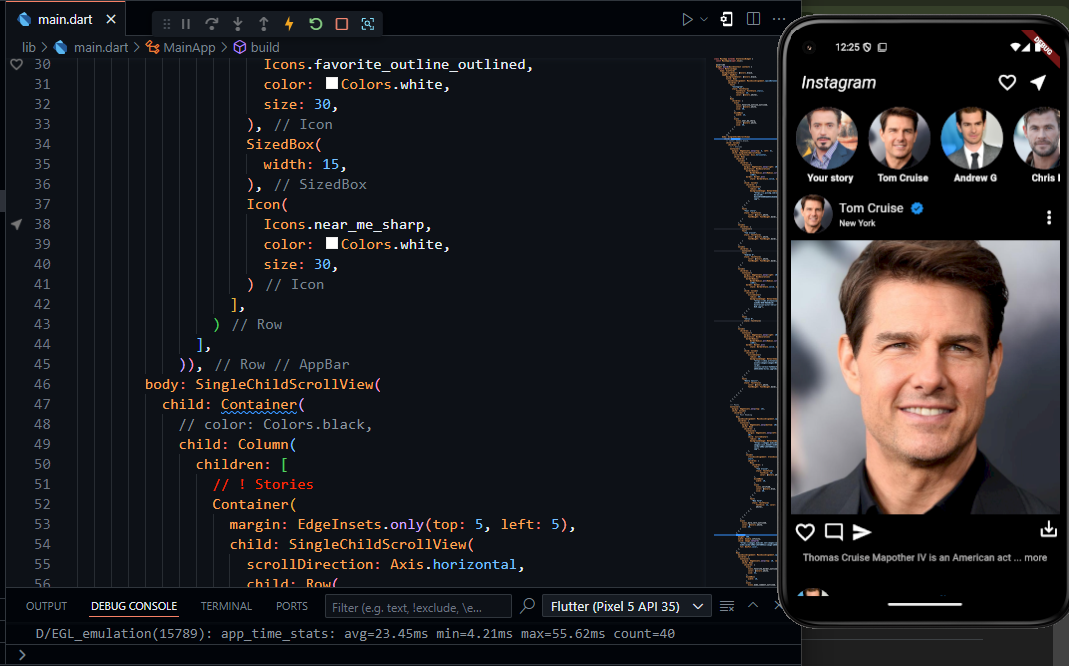 main.dart
lib > main.dart > MainApp > build
30 Icons.favorite_outline_outlined,
31 color: Colors.white,
32 size: 30,
33 ), // Icon
34 SizedBox(
35 width: 15,
36 ), // SizedBox
37 Icon(
38 Icons.near_me_sharp,
39 color: Colors.white,
40 size: 30,
41 ) // Icon
42 ],
43 ) // Row
44 ],
45 )), // Row // AppBar
46 body: SingleChildScrollView(
47 child: Container(
48 // color: Colors.black,
49 child: Column(
50 children: [
51 // ! Stories
52 Container(
53 margin: EdgeInsets.only(top: 5, left: 5),
54 child: SingleChildScrollView(
55 scrollDirection: Axis.horizontal,
56 child: Row(
OUTPUT DEBUG CONSOLE TERMINAL PORTS Filter (e.g. text, !exclude, \e... Flutter (Pixel 5 API 35)
D/EGL_emulation(15789): app_time_stats: avg=23.45ms min=4.21ms max=55.62ms count=40
12:25
DEBUG
Instagram
Your story Tom Cruise Andrew G Chris
Tom Cruise
New York
Thomas Cruise Mapother IV is an American act ... more